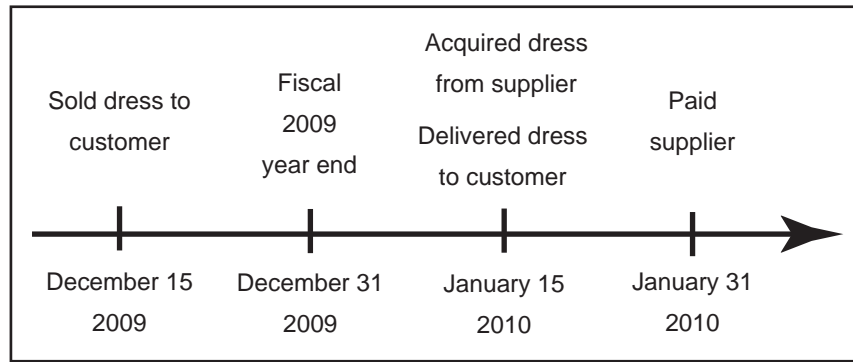 Sold dress to
customer
Fiscal
2009
year end
Acquired dress
from supplier
Delivered dress
to customer
Paid
supplier
December 15
2009
December 31
2009
January 15
2010
January 31
2010